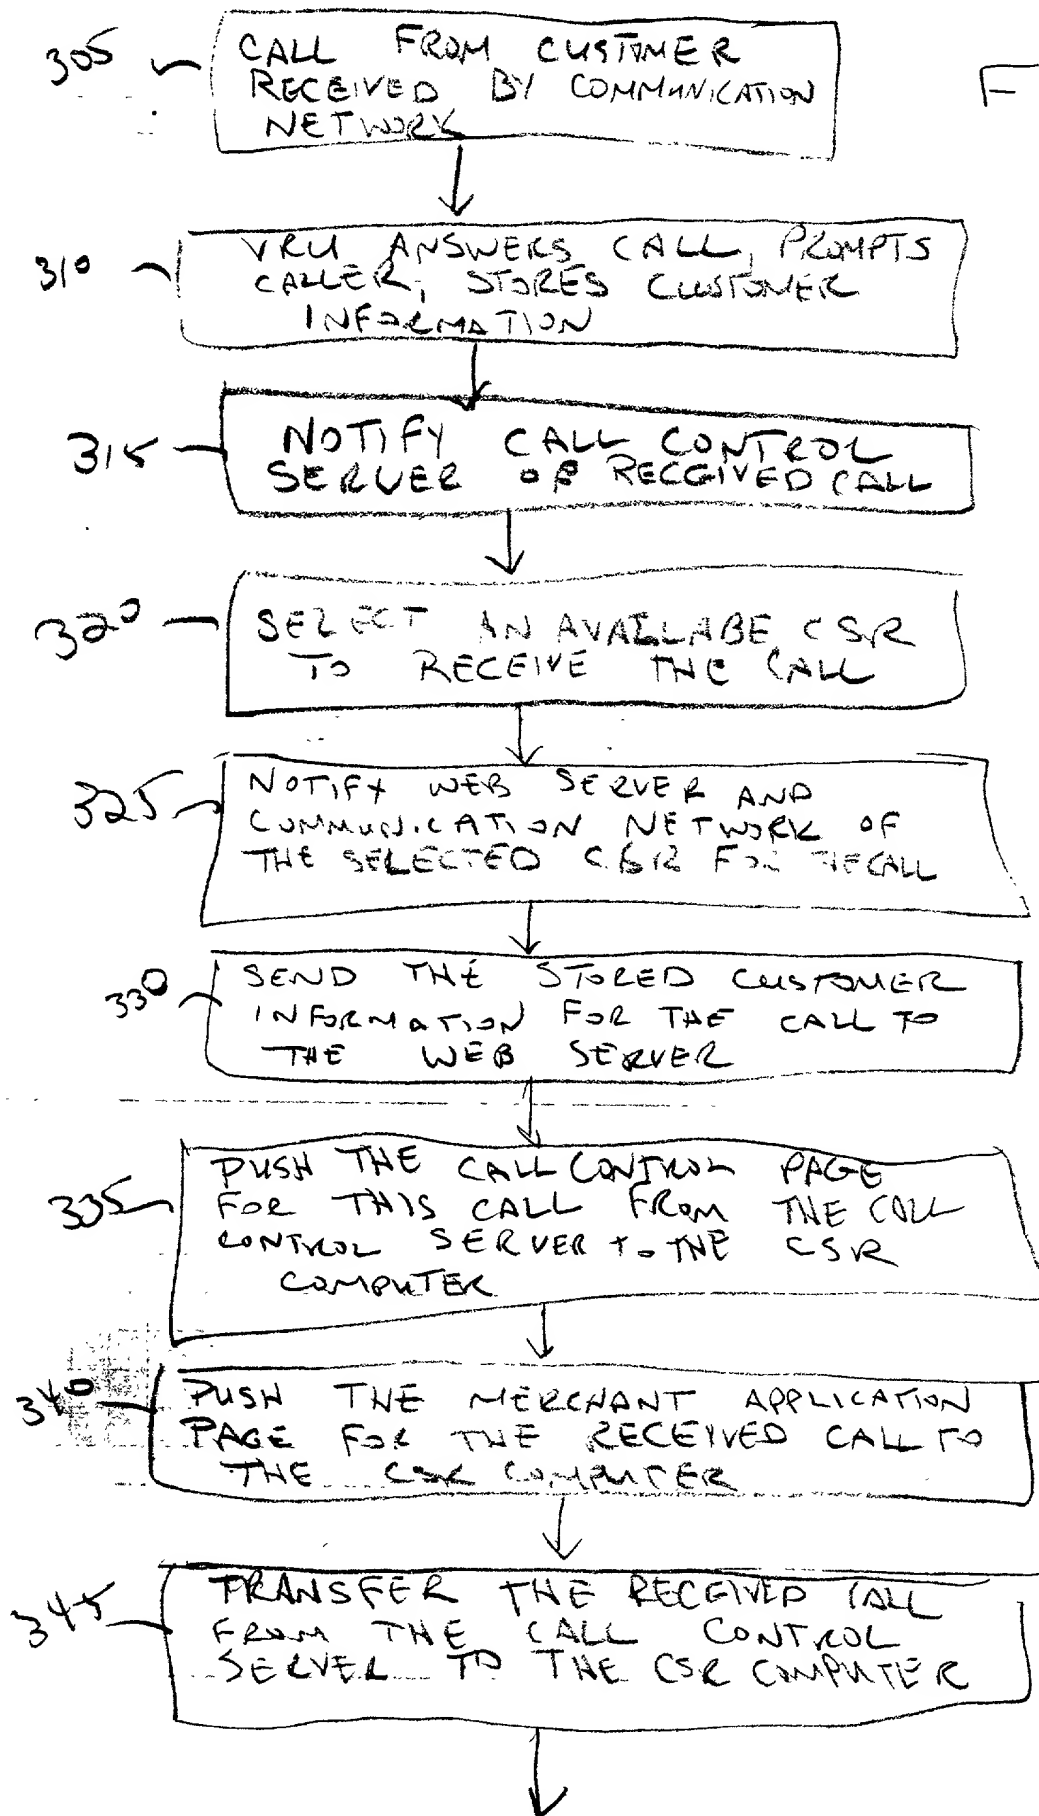 305
CALL FROM CUSTOMER
RECEIVED BY COMMUNICATION
NETWORK
F
310
VRU ANSWERS CALL, PROMPTS
CALLER, STORES CUSTOMER
INFORMATION
315
NOTIFY CALL CONTROL
SERVER OF RECEIVED CALL
320
SELECT AN AVAILABE CSR
TO RECEIVE THE CALL
325
NOTIFY WEB SERVER AND
COMMUNICATION NETWORK OF
THE SELECTED CSR FOR THE CALL
330
SEND THE STORED CUSTOMER
INFORMATION FOR THE CALL TO
THE WEB SERVER
335
PUSH THE CALL CONTROL PAGE
FOR THIS CALL FROM THE CALL
CONTROL SERVER TO THE CSR
COMPUTER
340
PUSH THE MERCHANT APPLICATION
PAGE FOR THE RECEIVED CALL TO
THE CSR COMPUTER
345
TRANSFER THE RECEIVED CALL
FROM THE CALL CONTROL
SERVER TO THE CSR COMPUTER